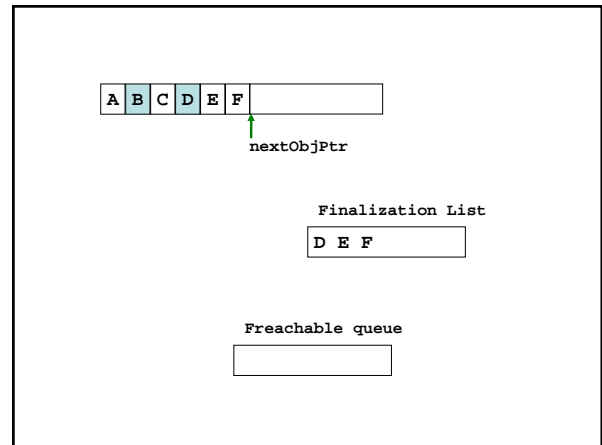 A B C D E F
nextObjPtr
Finalization List
D E F
Freachable queue